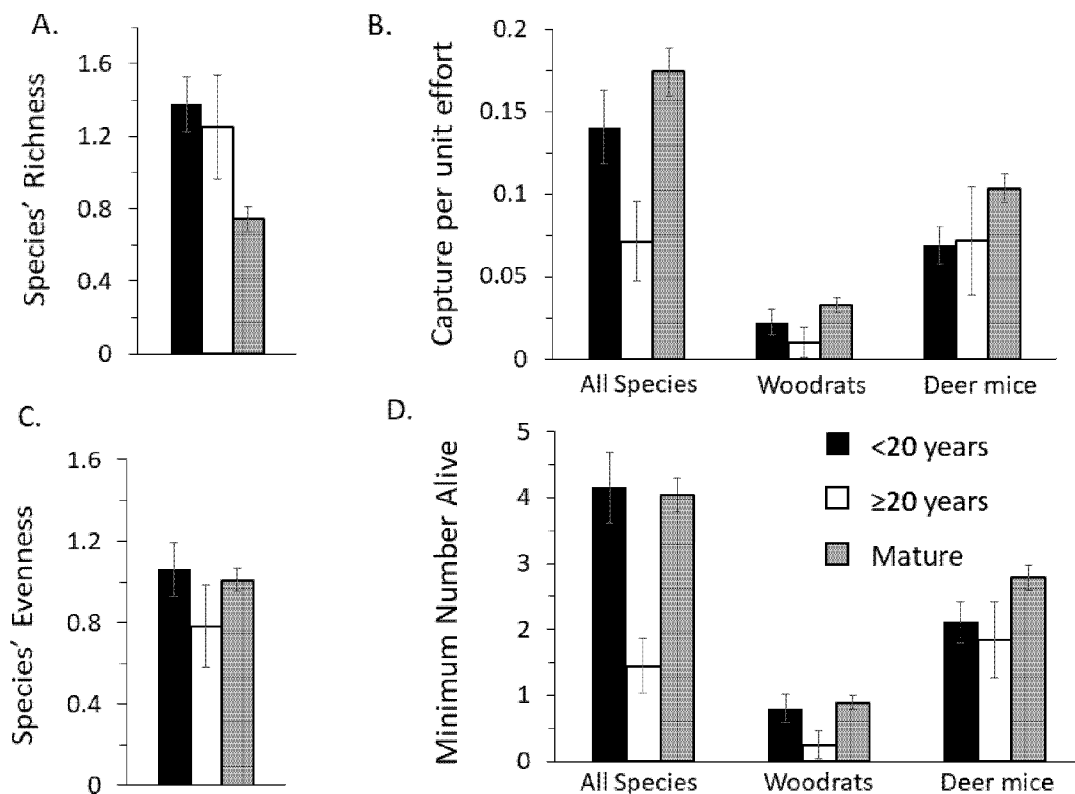 A.
Species' Richness
1.6
1.2
0.8
0.4
0
B.
Capture per unit effort
0.2
0.15
0.1
0.05
0
All Species
Woodrats
Deer mice
C.
Species' Evenness
1.6
1.2
0.8
0.4
0
D.
Minimum Number Alive
5
4
3
2
1
0
<20 years
≥20 years
Mature
All Species
Woodrats
Deer mice